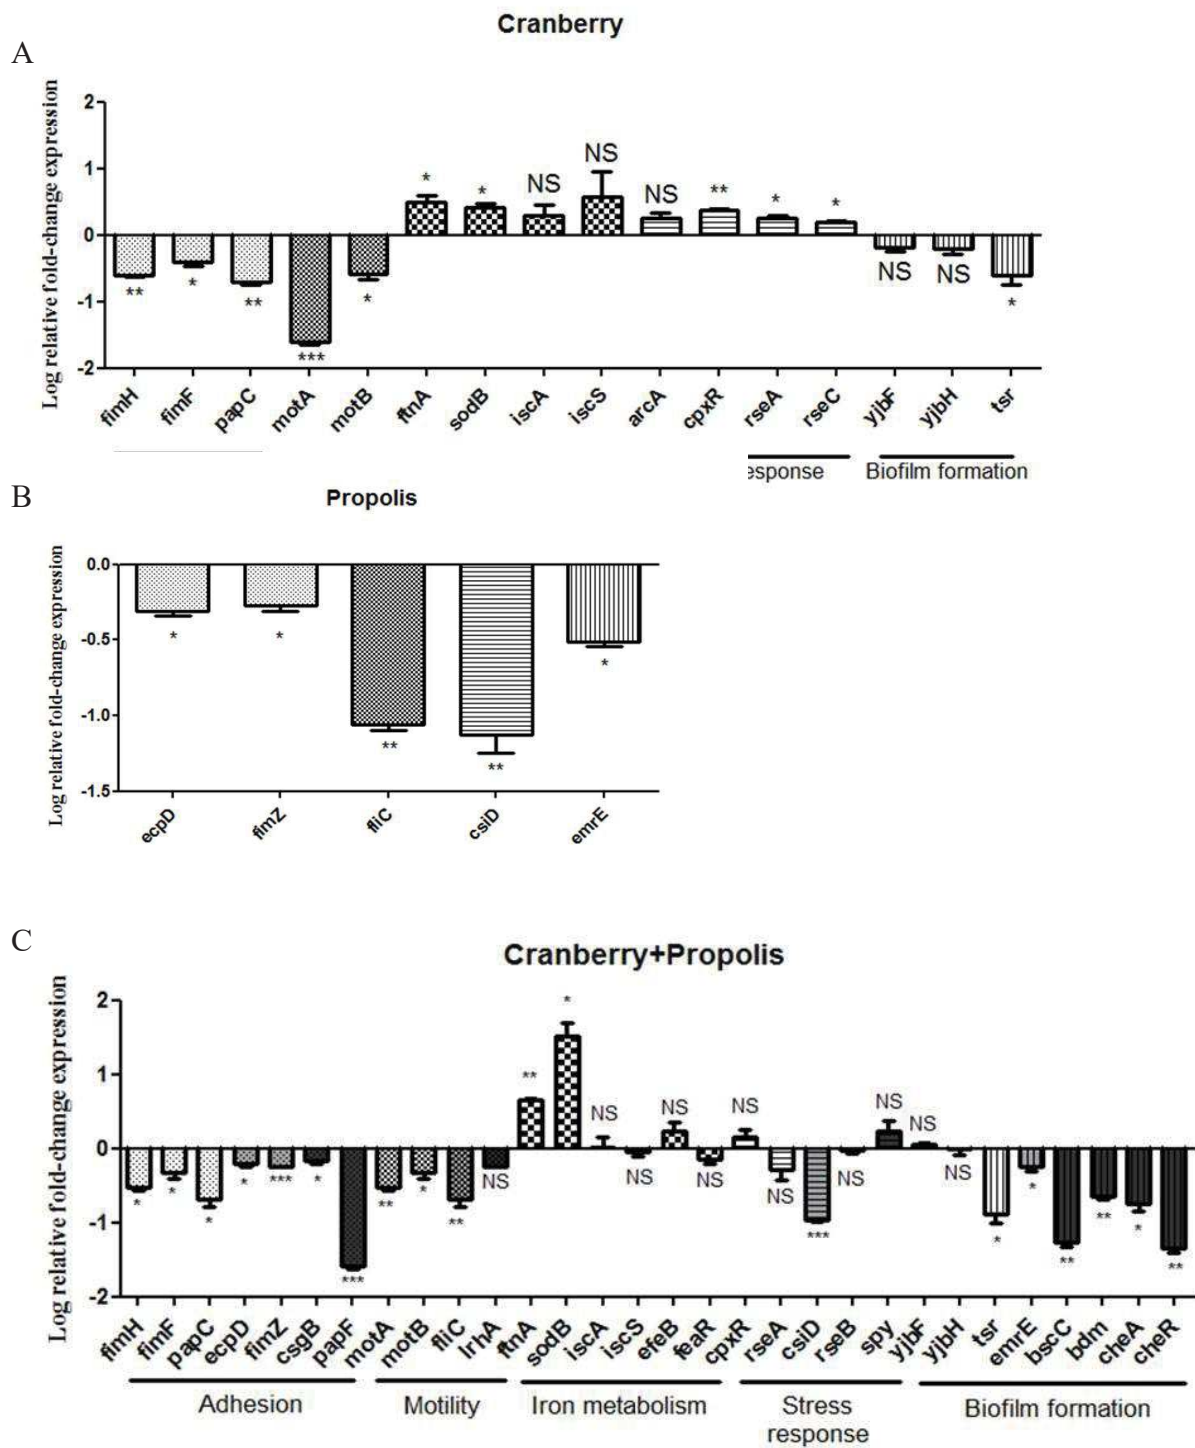 Cranberry
A
Log relative fold-change expression
2
1
0
-1
-2
** * ** *** * * * NS NS NS ** * * NS NS *
fimH fimF papC motA motB ftnA sodB iscA iscS arcA cpxR rseA rseC yjbF yjbH tsr
esponse Biofilm formation
B
Propolis
Log relative fold-change expression
0.0
-0.5
-1.0
-1.5
* * ** ** *
ecpD fimZ fliC csiD emrE
C
Cranberry+Propolis
Log relative fold-change expression
2
1
0
-1
-2
* * * * *** * *** ** * ** NS ** * NS NS NS NS NS NS *** NS NS NS NS * * ** ** * **
fimH fimF papC ecpD fimZ csgB papF motA motB fliC lrhA ftnA sodB iscA iscS efeB feaR cpxR rseA csiD rseB spy yjbF yjbH tsr emrE bscC bdm cheA cheR
Adhesion Motility Iron metabolism Stress response Biofilm formation